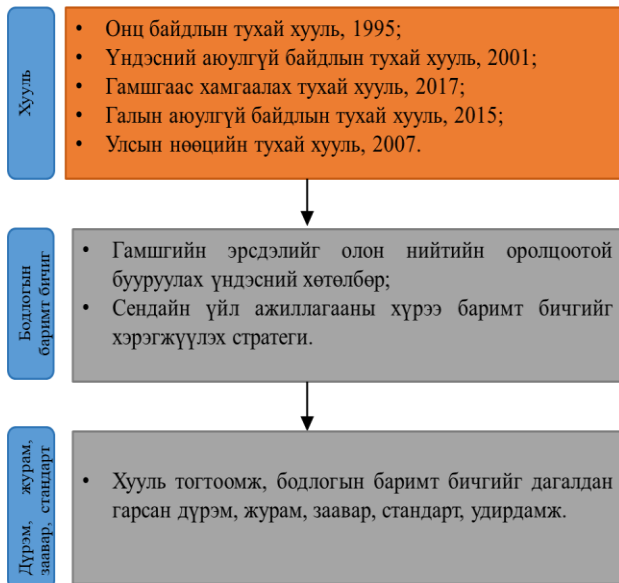 Хууль
• Онц байдлын тухай хууль, 1995;
• Үндэсний аюулгүй байдлын тухай хууль, 2001;
• Гамшгаас хамгаалах тухай хууль, 2017;
• Галын аюулгүй байдлын тухай хууль, 2015;
• Улсын нөөцийн тухай хууль, 2007.
Бодлогын
баримт бичиг
• Гамшгийн эрсдэлийг олон нийтийн оролцоотой
бууруулах үндэсний хөтөлбөр;
• Сендайн үйл ажиллагааны хүрээ баримт бичгийг
хэрэгжүүлэх стратеги.
Дүрэм, журам,
заавар, стандарт
• Хууль тогтоомж, бодлогын баримт бичгийг дагалдан
гарсан дүрэм, журам, заавар, стандарт, удирдамж.